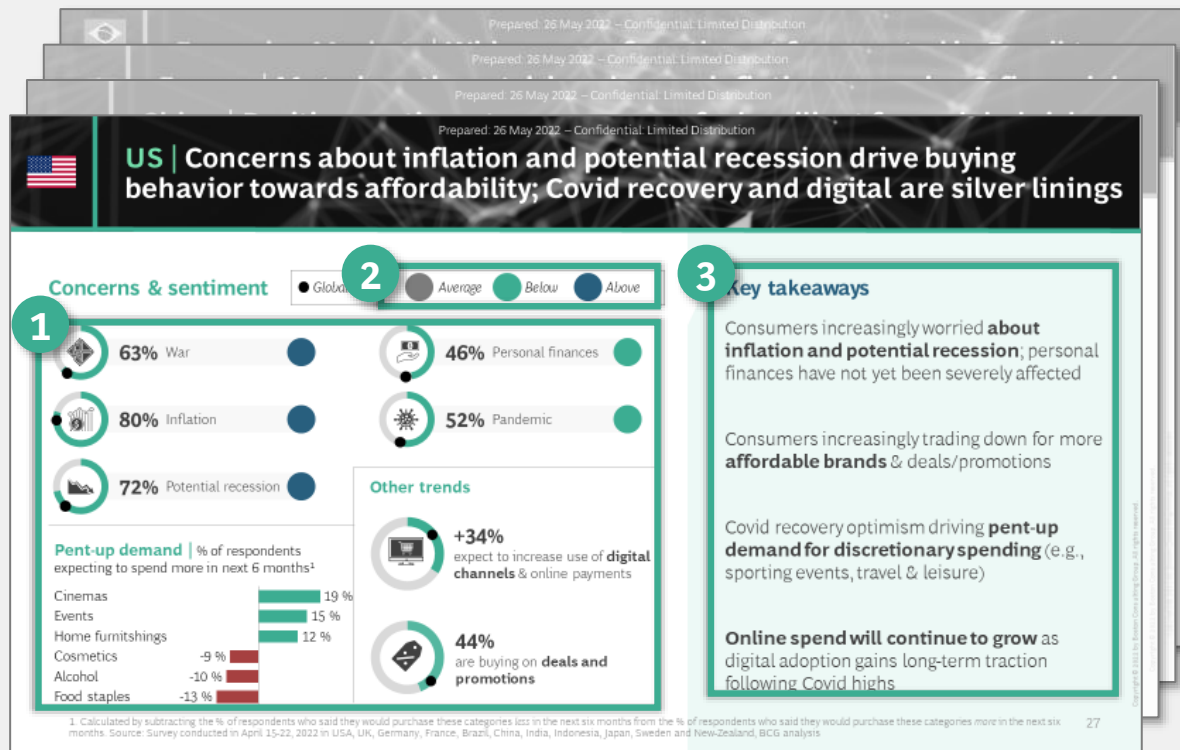 Prepared: 26 May 2022 – Confidential: Limited Distribution
Prepared: 26 May 2022 – Confidential: Limited Distribution
Prepared: 26 May 2022 – Confidential: Limited Distribution
Prepared: 26 May 2022 – Confidential: Limited Distribution
US | Concerns about inflation and potential recession drive buying
behavior towards affordability; Covid recovery and digital are silver linings
Concerns & sentiment
Global
2
Average
Below
Above
1
63% War
46% Personal finances
80% Inflation
52% Pandemic
72% Potential recession
Pent-up demand | % of respondents
expecting to spend more in next 6 months¹
Cinemas 19 %
Events 15 %
Home furnitshings 12 %
Cosmetics -9 %
Alcohol -10 %
Food staples -13 %
Other trends
+34%
expect to increase use of digital
channels & online payments
44%
are buying on deals and
promotions
3
Key takeaways
Consumers increasingly worried about
inflation and potential recession; personal
finances have not yet been severely affected
Consumers increasingly trading down for more
affordable brands & deals/promotions
Covid recovery optimism driving pent-up
demand for discretionary spending (e.g.,
sporting events, travel & leisure)
Online spend will continue to grow as
digital adoption gains long-term traction
following Covid highs
1. Calculated by subtracting the % of respondents who said they would purchase these categories less in the next six months from the % of respondents who said they would purchase these categories more in the next six
months. Source: Survey conducted in April 15-22, 2022 in USA, UK, Germany, France, Brazil, China, India, Indonesia, Japan, Sweden and New-Zealand, BCG analysis
27
Copyright © 2022 by Boston Consulting Group. All rights reserved.